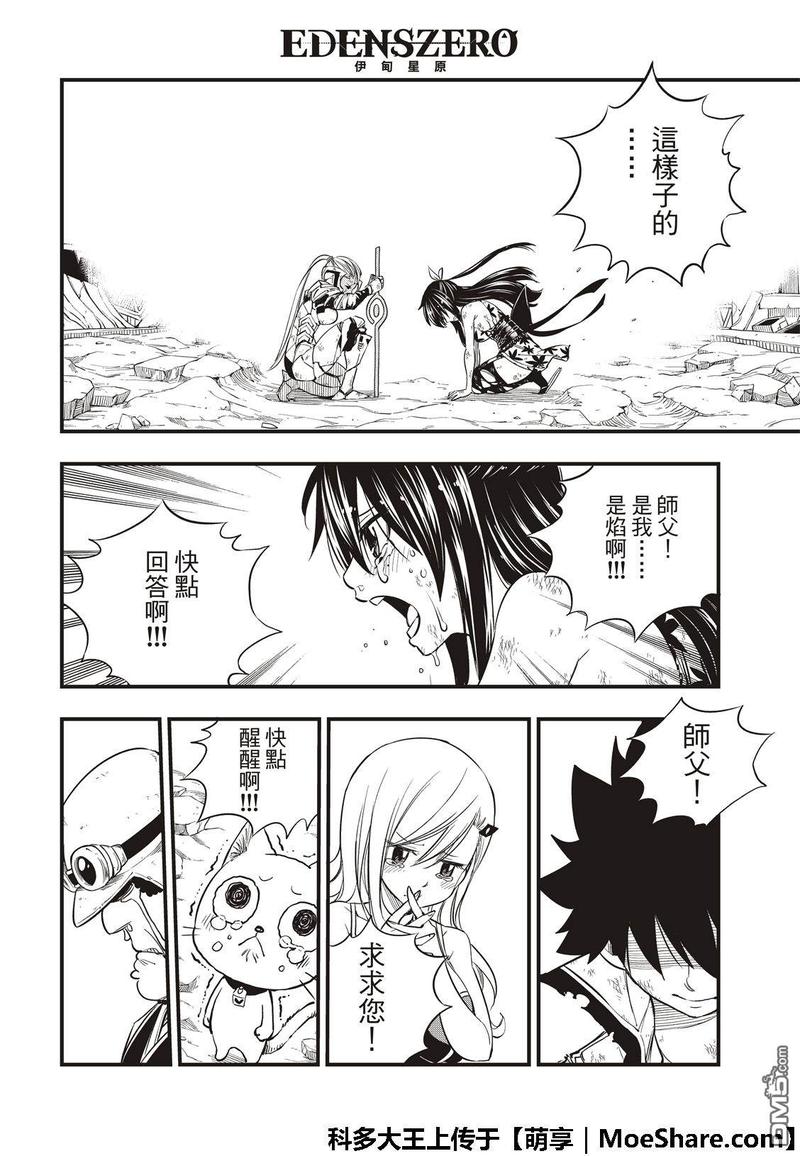 EDENSZERO
伊甸星原
這樣子的
……
師父！
是我……
是焰啊!!!
快點
回答啊!!!
師父！
求求您！
快點
醒醒啊!!!
DM5.com
科多大王上传于【萌享 | MoeShare.com】